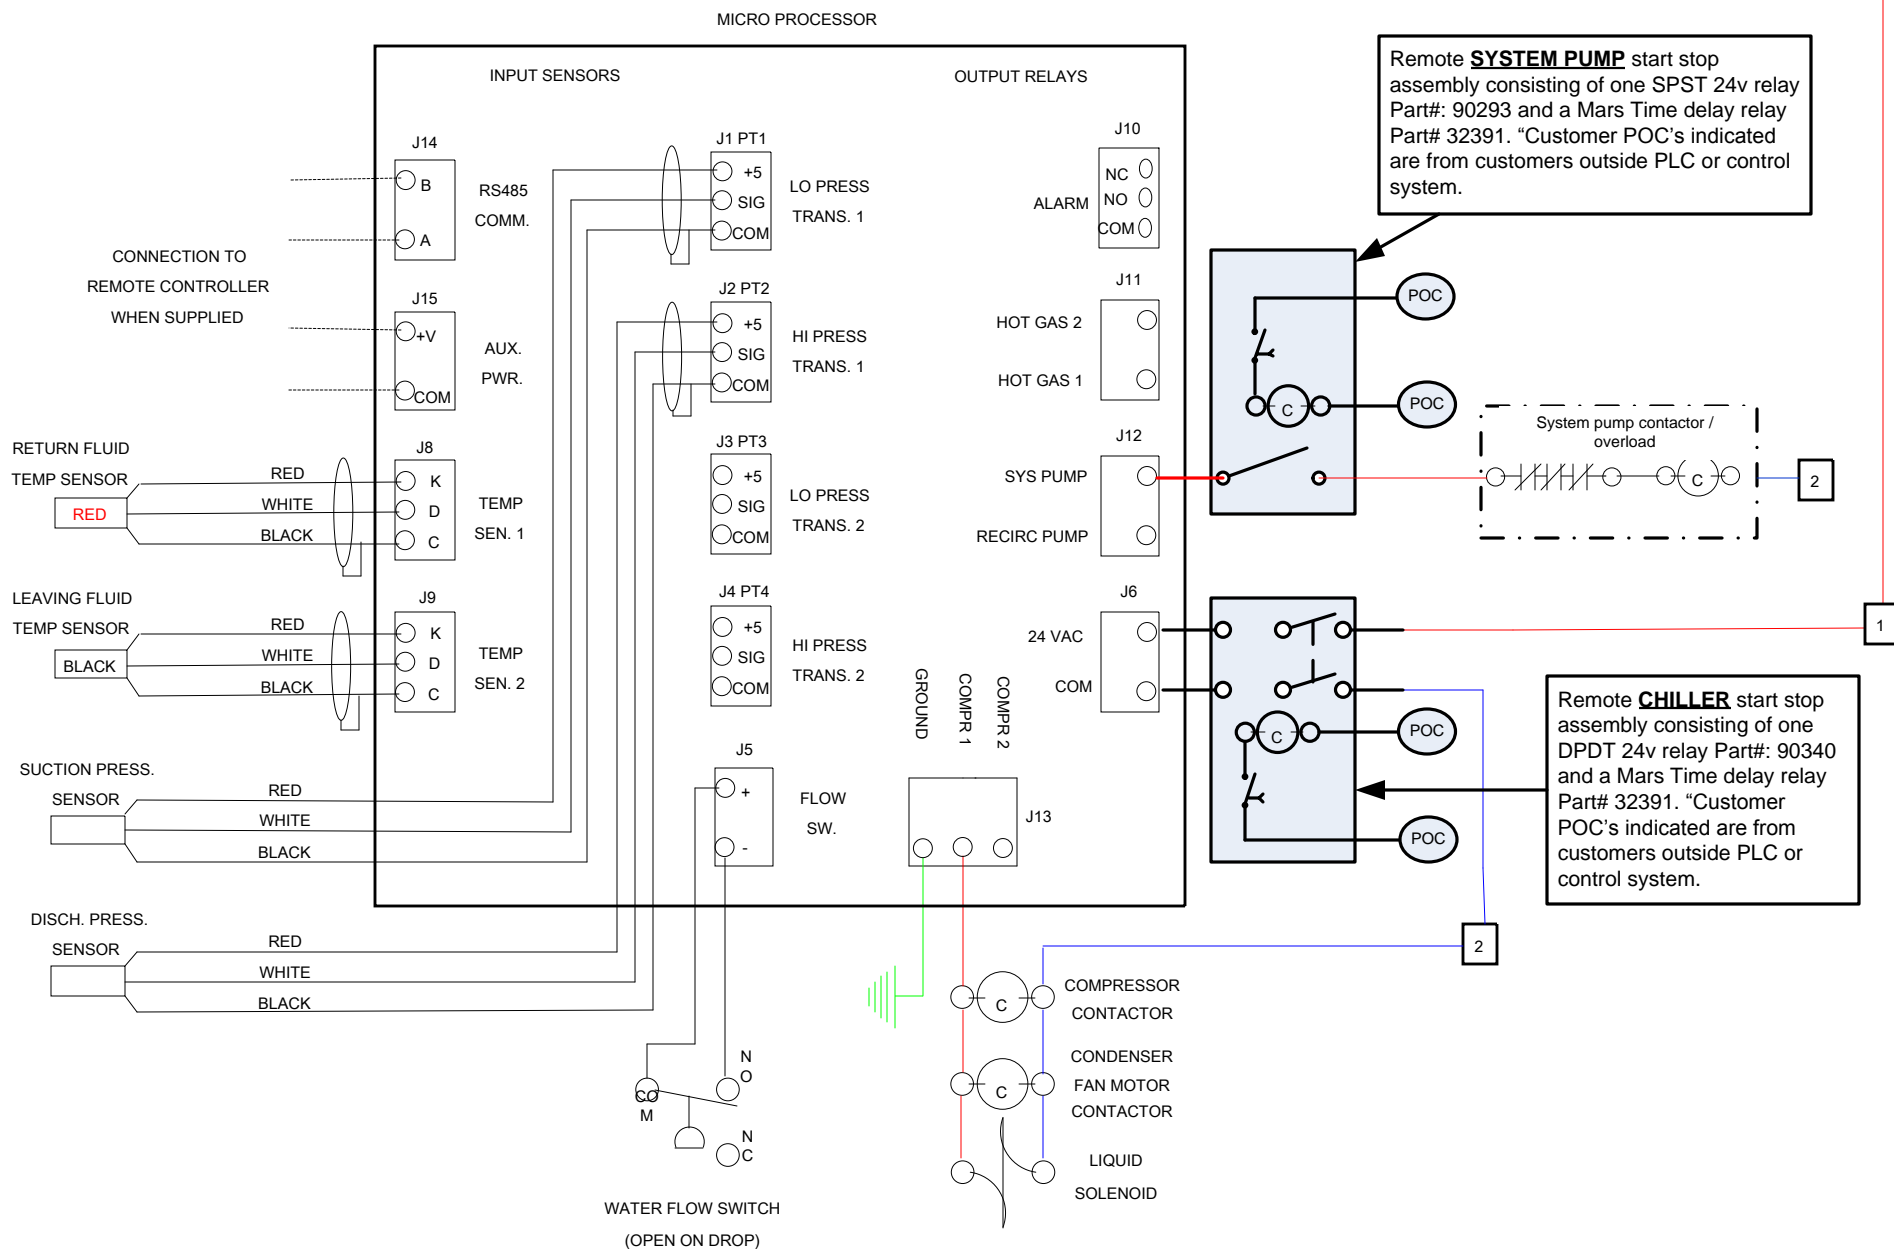 MICRO PROCESSOR
INPUT SENSORS
OUTPUT RELAYS
J14
B
A
RS485
COMM.
CONNECTION TO
REMOTE CONTROLLER
WHEN SUPPLIED
J15
+V
COM
AUX.
PWR.
RETURN FLUID
TEMP SENSOR
RED
RED
WHITE
BLACK
J8
K
D
C
TEMP
SEN. 1
LEAVING FLUID
TEMP SENSOR
BLACK
RED
WHITE
BLACK
J9
K
D
C
TEMP
SEN. 2
SUCTION PRESS.
SENSOR
RED
WHITE
BLACK
DISCH. PRESS.
SENSOR
RED
WHITE
BLACK
J1 PT1
+5
SIG
COM
LO PRESS
TRANS. 1
J2 PT2
+5
SIG
COM
HI PRESS
TRANS. 1
J3 PT3
+5
SIG
COM
LO PRESS
TRANS. 2
J4 PT4
+5
SIG
COM
HI PRESS
TRANS. 2
J5
+
-
FLOW
SW.
J10
NC
NO
COM
ALARM
J11
HOT GAS 2
HOT GAS 1
J12
SYS PUMP
RECIRC PUMP
J6
24 VAC
COM
GROUND
COMPR 1
COMPR 2
J13
Remote SYSTEM PUMP start stop
assembly consisting of one SPST 24v relay
Part#: 90293 and a Mars Time delay relay
Part# 32391. “Customer POC's indicated
are from customers outside PLC or control
system.
POC
C
POC
System pump contactor /
overload
C
2
1
C
POC
POC
Remote CHILLER start stop
assembly consisting of one
DPDT 24v relay Part#: 90340
and a Mars Time delay relay
Part# 32391. “Customer
POC's indicated are from
customers outside PLC or
control system.
2
C
COMPRESSOR
CONTACTOR
C
CONDENSER
FAN MOTOR
CONTACTOR
LIQUID
SOLENOID
N
O
CO
M
N
C
WATER FLOW SWITCH
(OPEN ON DROP)